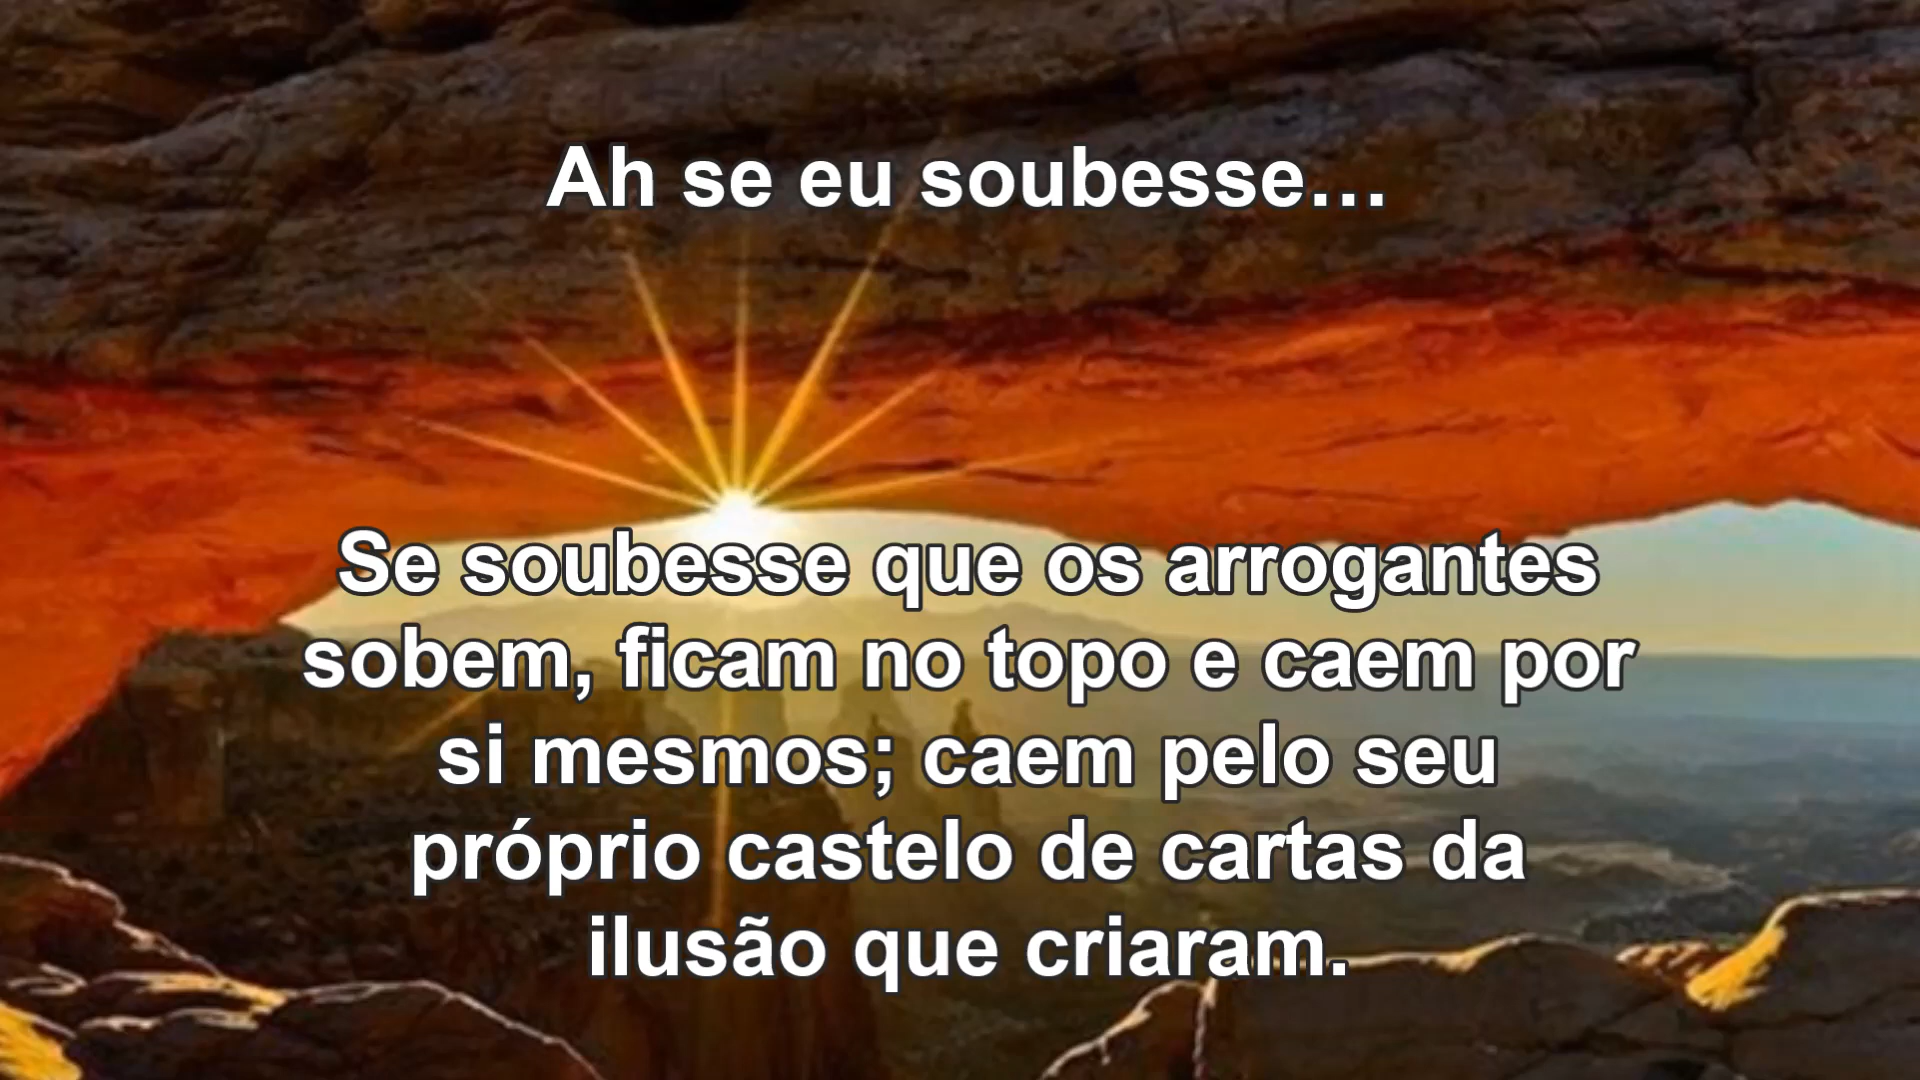 Ah se eu soubesse...
Se soubesse que os arrogantes
sobem, ficam no topo e caem por
si mesmos; caem pelo seu
próprio castelo de cartas da
ilusão que criaram.